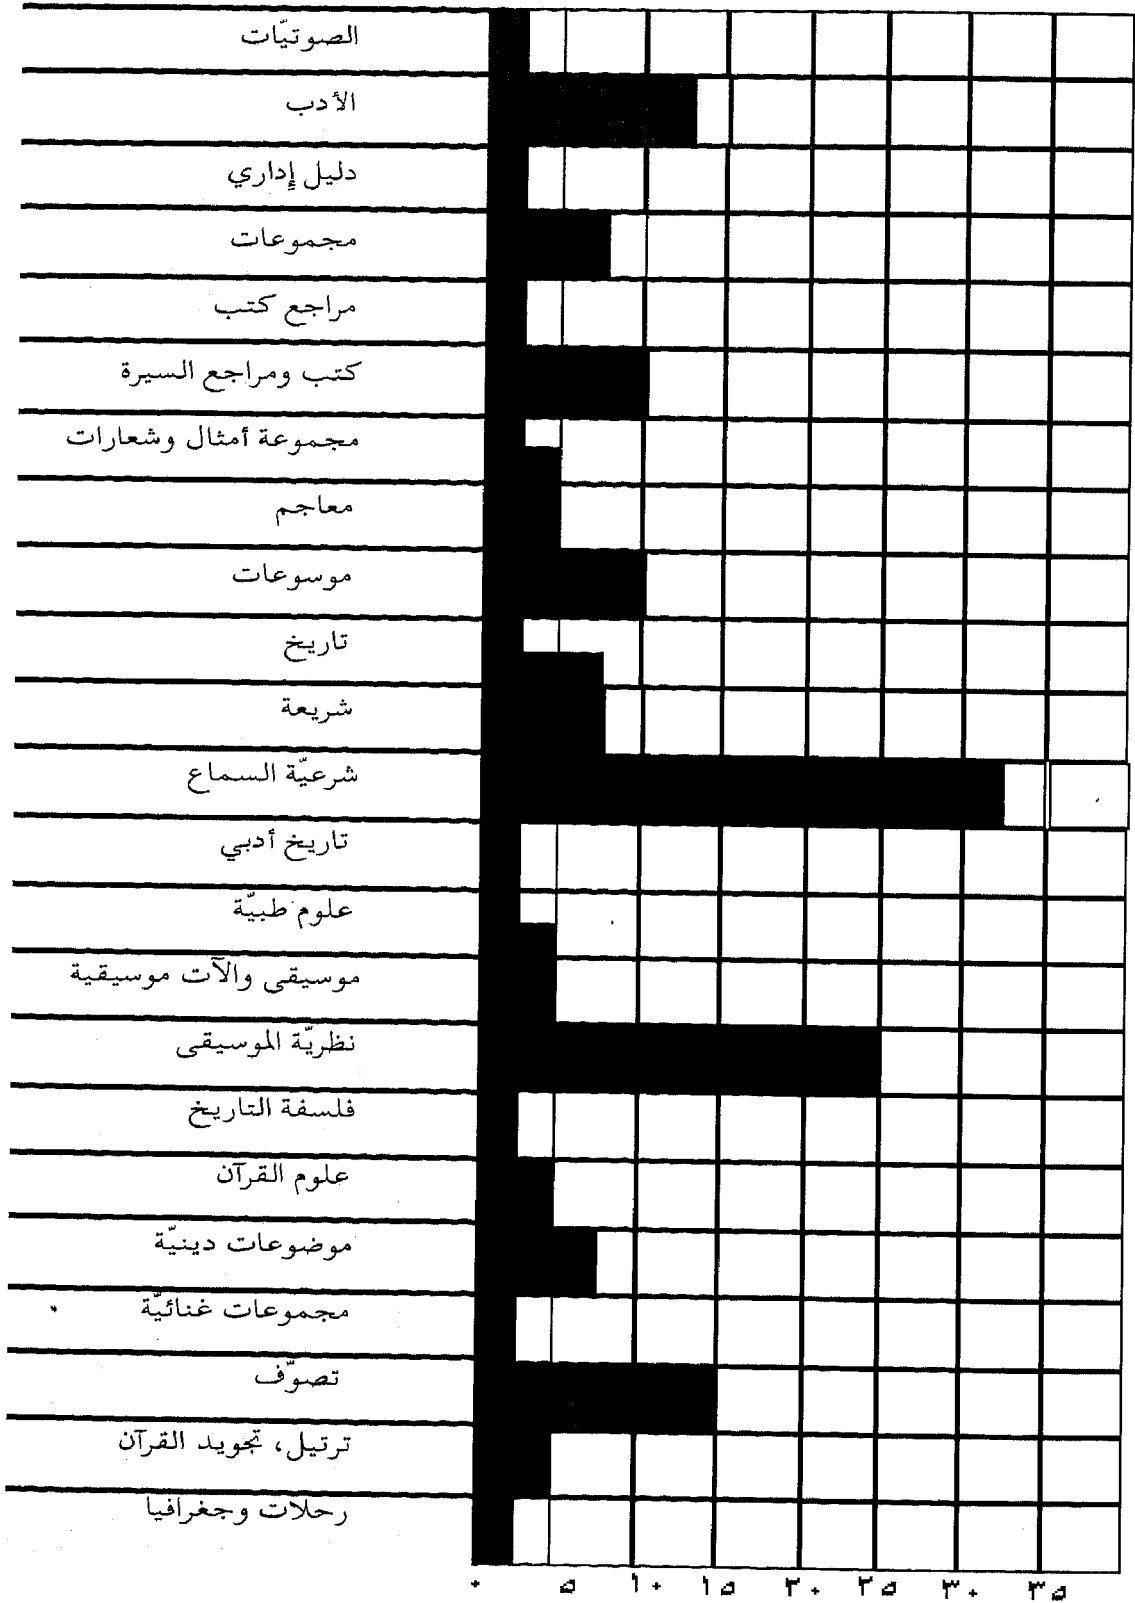 الصوتيّات
الأدب
دليل إداري
مجموعات
مراجع كتب
كتب ومراجع السيرة
مجموعة أمثال وشعارات
معاجم
موسوعات
تاريخ
شريعة
شرعيّة السماع
تاريخ أدبي
علوم طبيّة
موسيقى والآت موسيقية
نظريّة الموسيقى
فلسفة التاريخ
علوم القرآن
موضوعات دينيّة
مجموعات غنائيّة
تصوّف
ترتيل، تجويد القرآن
رحلات وجغرافيا
٠ ٥ ١٠ ١٥ ٢٠ ٢٥ ٣٠ ٣٥